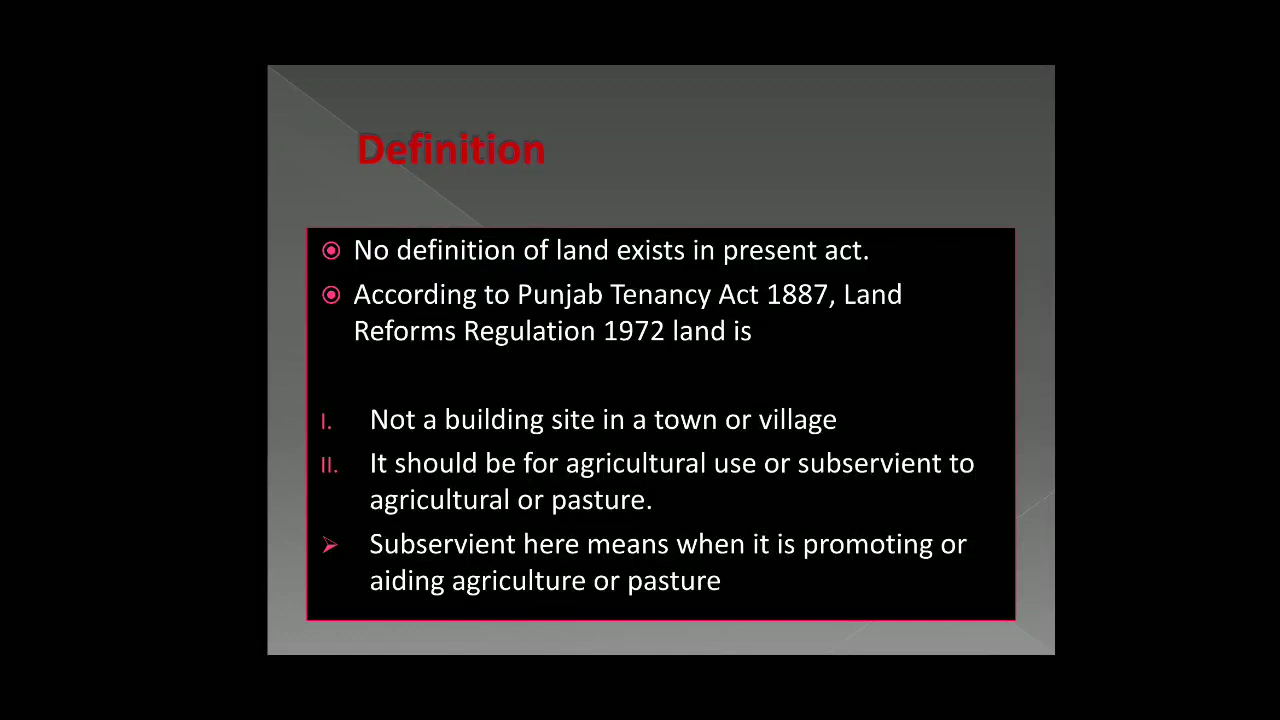 Definition
No definition of land exists in present act.
According to Punjab Tenancy Act 1887, Land
Reforms Regulation 1972 land is
I. Not a building site in a town or village
II. It should be for agricultural use or subservient to
agricultural or pasture.
Subservient here means when it is promoting or
aiding agriculture or pasture